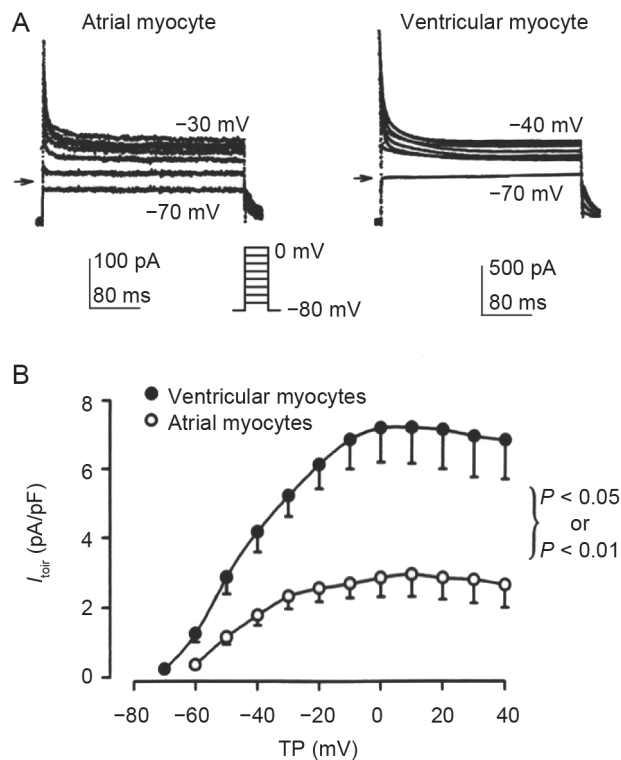 A
Atrial myocyte
Ventricular myocyte
−30 mV
−40 mV
−70 mV
−70 mV
100 pA
80 ms
0 mV
−80 mV
500 pA
80 ms
B
Ventricular myocytes
Atrial myocytes
8
6
4
2
0
Itoir (pA/pF)
P < 0.05
or
P < 0.01
−80 −60 −40 −20 0 20 40
TP (mV)